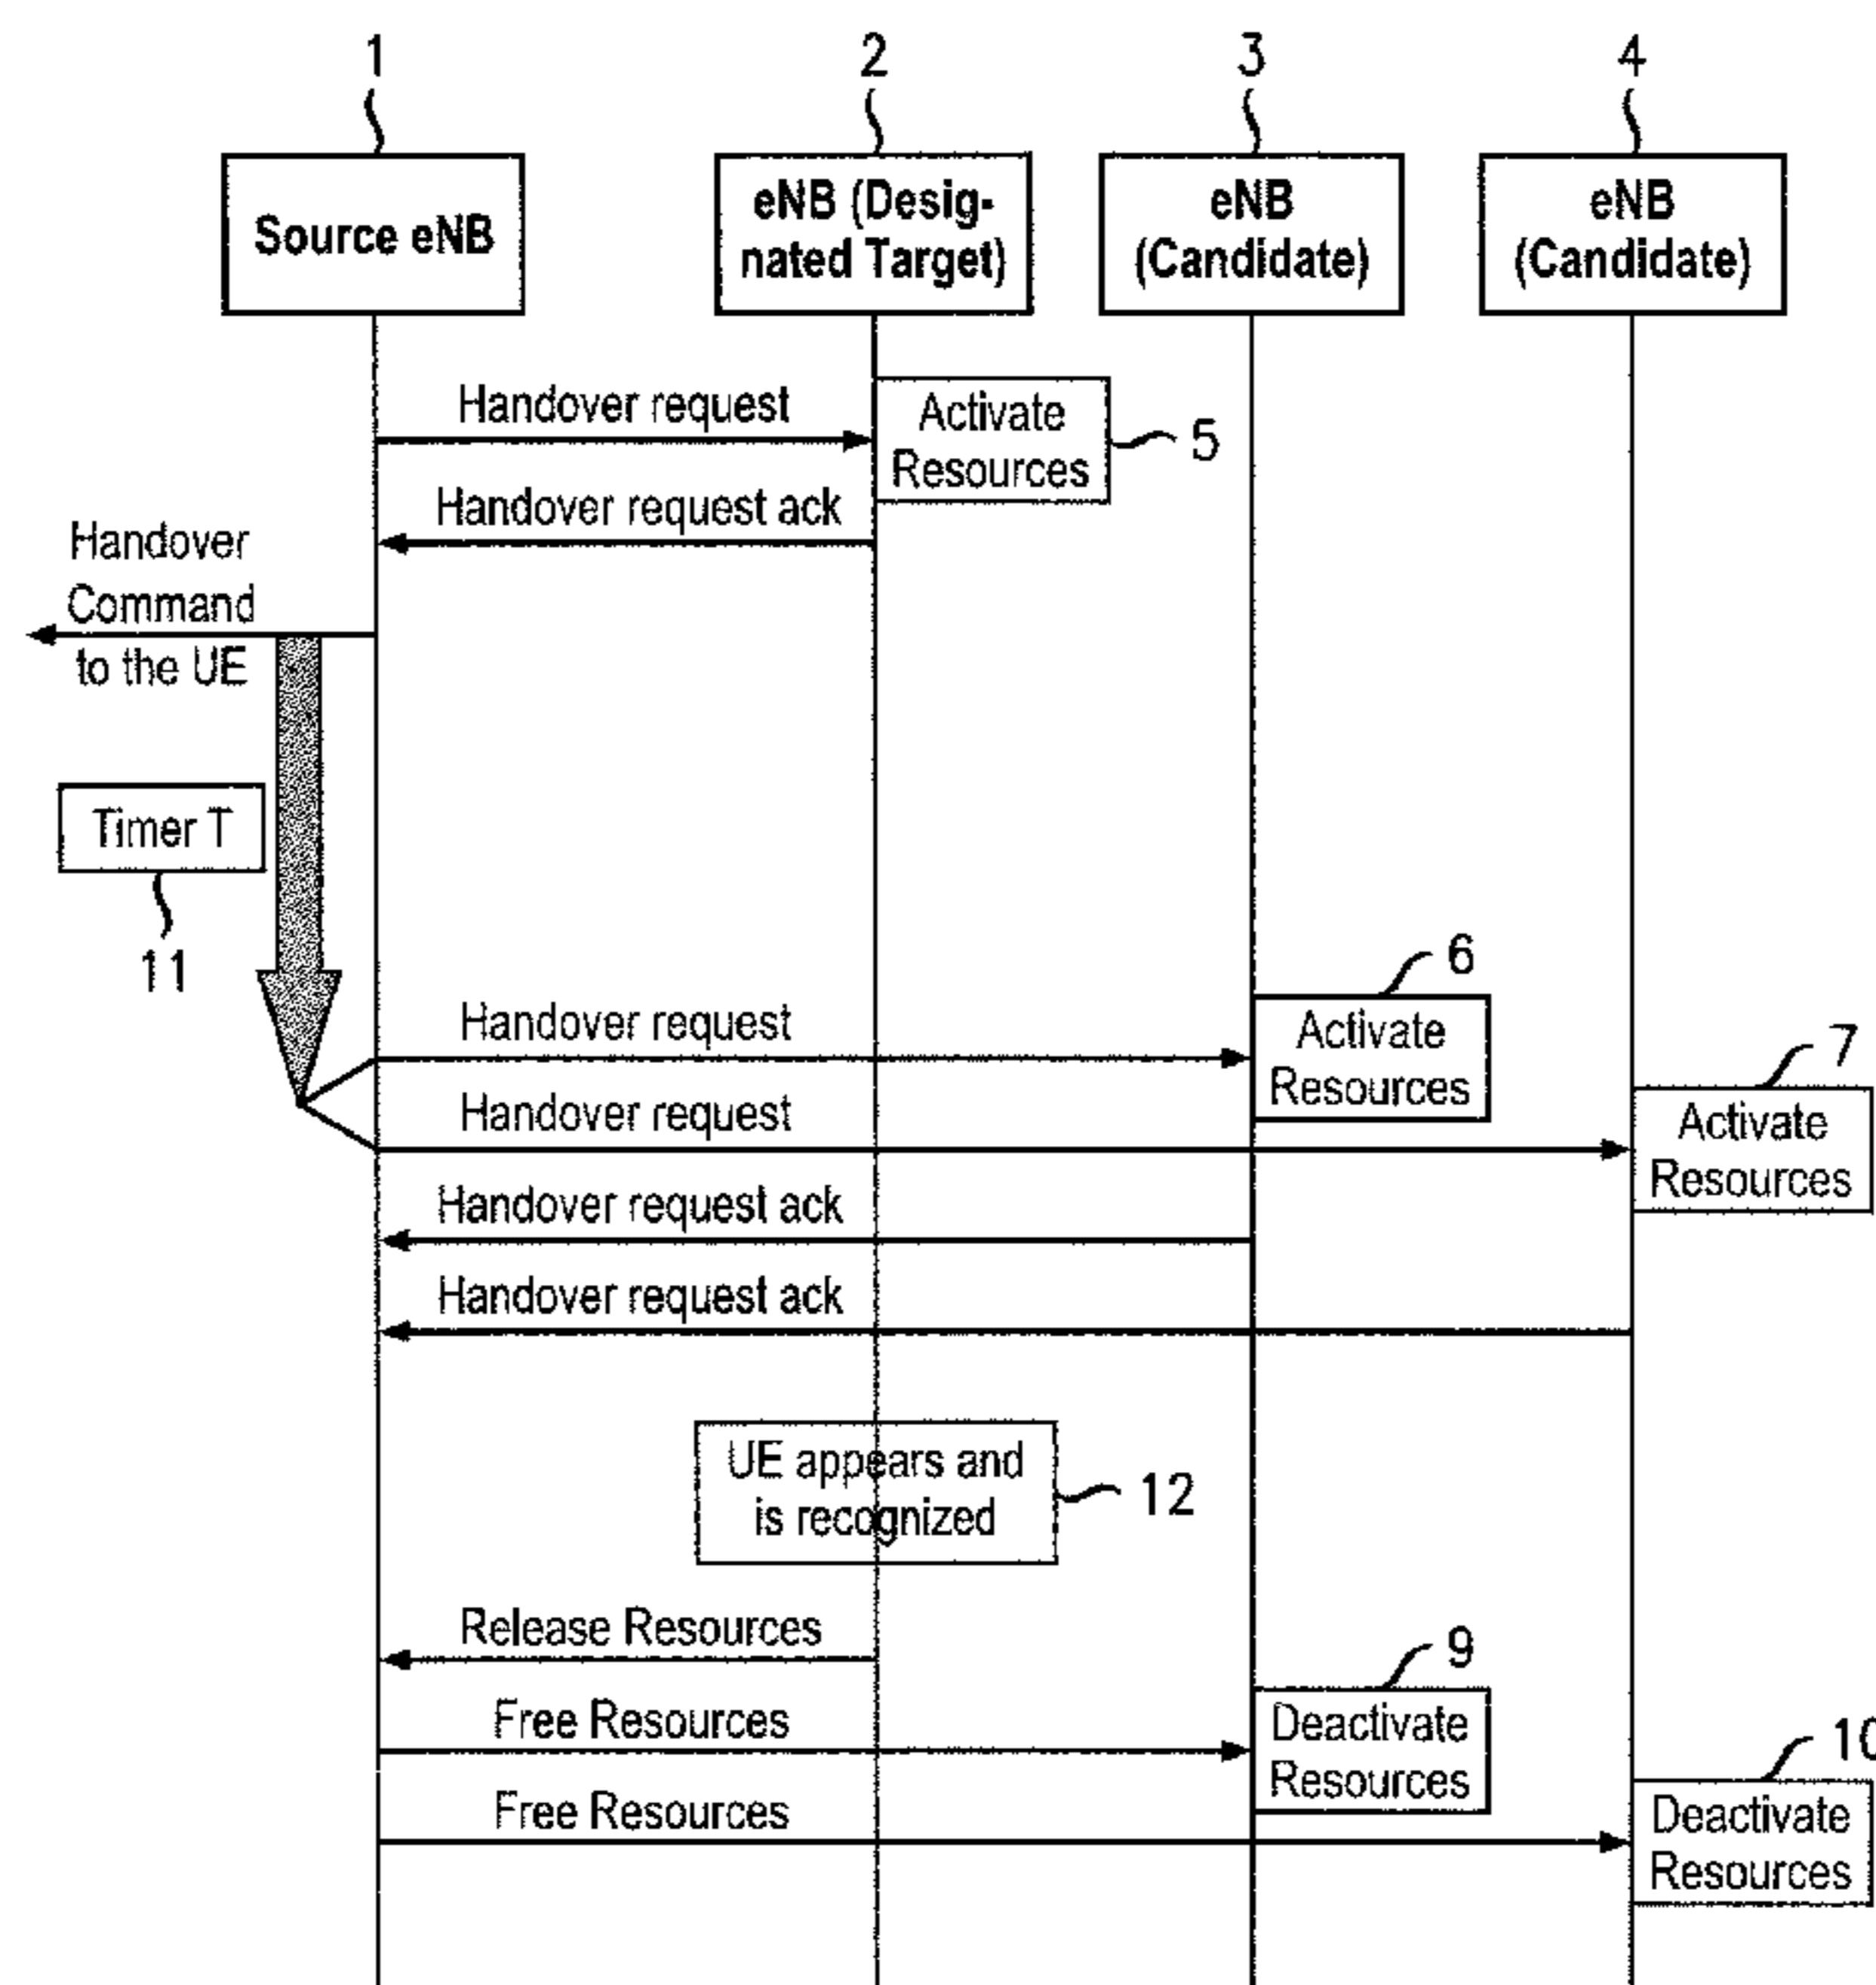 1
2
3
4
Source eNB
eNB (Desig-
nated Target)
eNB
(Candidate)
eNB
(Candidate)
Handover request
Activate
Resources
5
Handover request ack
Handover
Command
to the UE
Timer T
11
6
Handover request
Activate
Resources
7
Handover request
Activate
Resources
Handover request ack
Handover request ack
UE appears and
is recognized
12
Release Resources
9
Free Resources
Deactivate
Resources
10
Free Resources
Deactivate
Resources